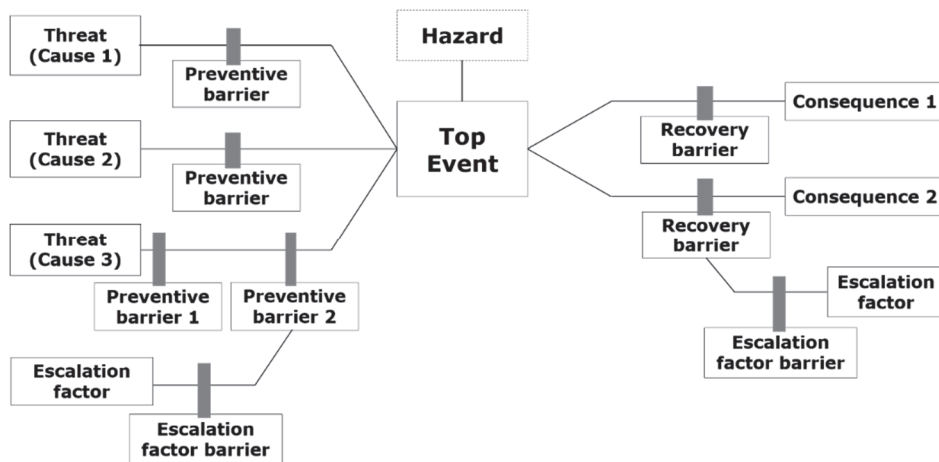 Threat
(Cause 1)
Preventive
barrier
Hazard
Threat
(Cause 2)
Preventive
barrier
Top
Event
Consequence 1
Recovery
barrier
Consequence 2
Recovery
barrier
Threat
(Cause 3)
Preventive
barrier 1
Preventive
barrier 2
Escalation
factor
Escalation
factor barrier
Escalation
factor
Escalation
factor barrier